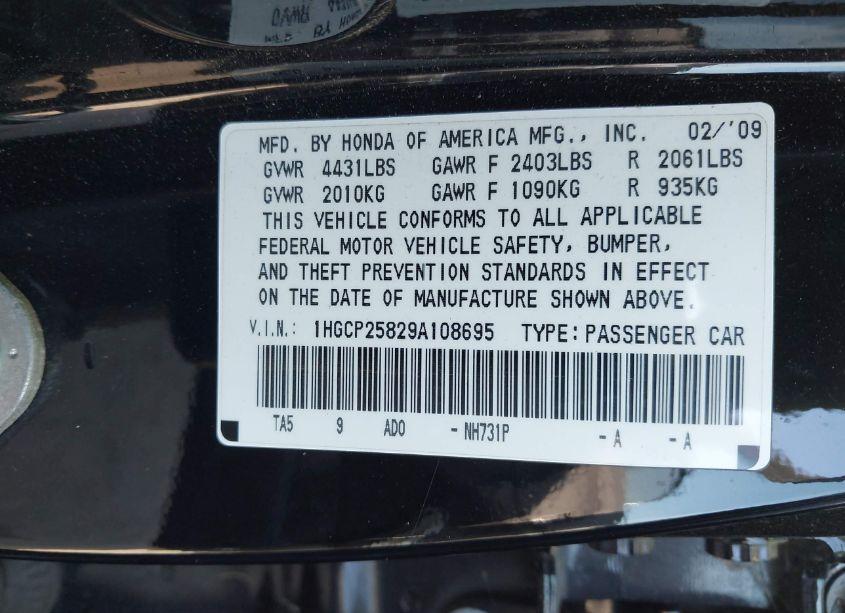 MFD. BY HONDA OF AMERICA MFG., INC. 02/'09
GVWR 4431LBS GAWR F 2403LBS R 2061LBS
GVWR 2010KG GAWR F 1090KG R 935KG
THIS VEHICLE CONFORMS TO ALL APPLICABLE
FEDERAL MOTOR VEHICLE SAFETY, BUMPER,
AND THEFT PREVENTION STANDARDS IN EFFECT
ON THE DATE OF MANUFACTURE SHOWN ABOVE.
V.I.N.: 1HGCP25829A108695 TYPE: PASSENGER CAR
TA5 9 AD0 - NH731P - A - A